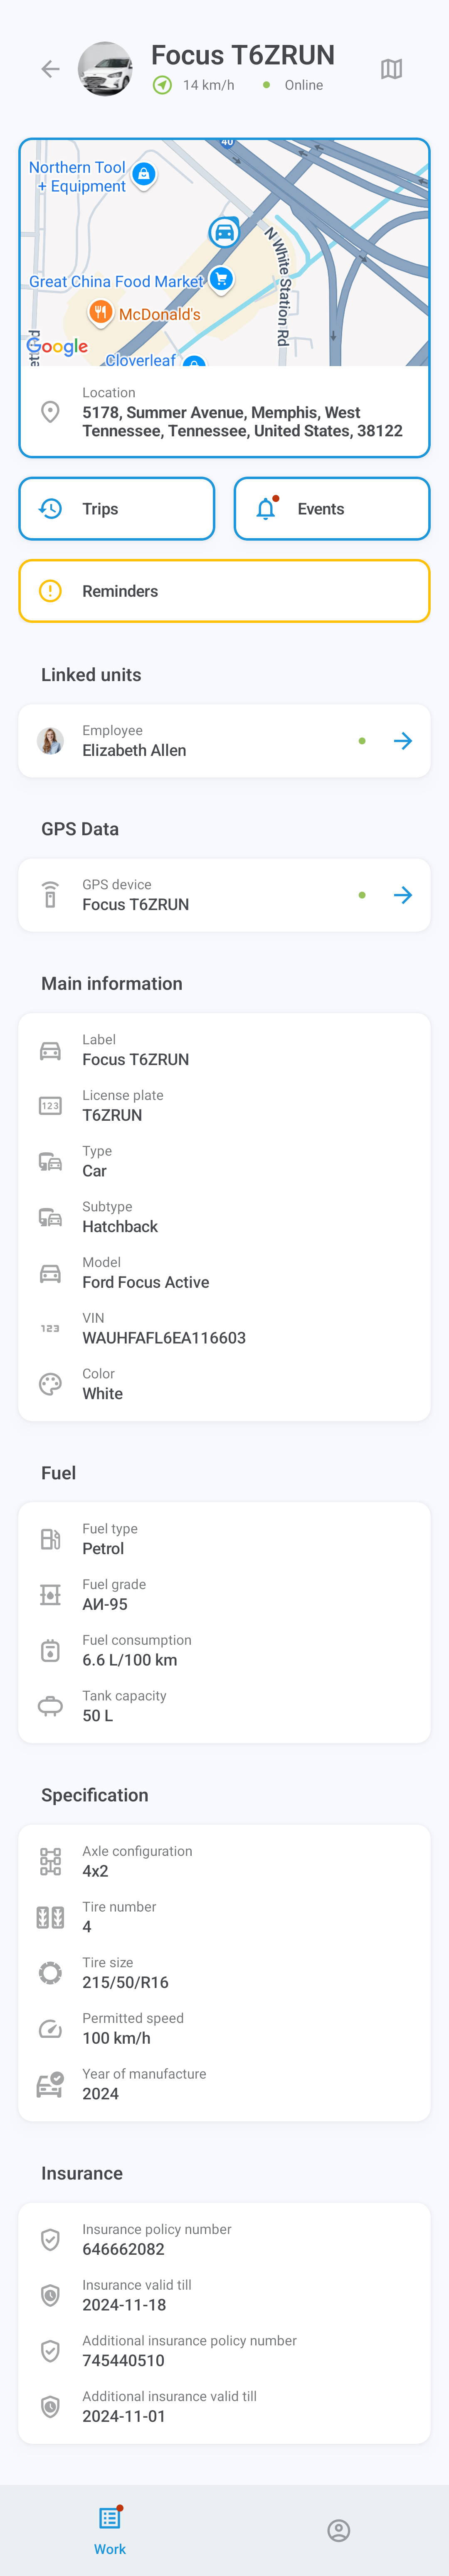 Focus T6ZRUN
14 km/h
Online
40
Northern Tool
+ Equipment
N White Station Rd
Great China Food Market
McDonald's
Google
Cloverleaf
Location
5178, Summer Avenue, Memphis, West
Tennessee, Tennessee, United States, 38122
Trips
Events
Reminders
Linked units
Employee
Elizabeth Allen
GPS Data
GPS device
Focus T6ZRUN
Main information
Label
Focus T6ZRUN
123
License plate
T6ZRUN
Type
Car
Subtype
Hatchback
Model
Ford Focus Active
123
VIN
WAUHFAFL6EA116603
Color
White
Fuel
Fuel type
Petrol
Fuel grade
АИ-95
Fuel consumption
6.6 L/100 km
Tank capacity
50 L
Specification
Axle configuration
4x2
Tire number
4
Tire size
215/50/R16
Permitted speed
100 km/h
Year of manufacture
2024
Insurance
Insurance policy number
646662082
Insurance valid till
2024-11-18
Additional insurance policy number
745440510
Additional insurance valid till
2024-11-01
Work